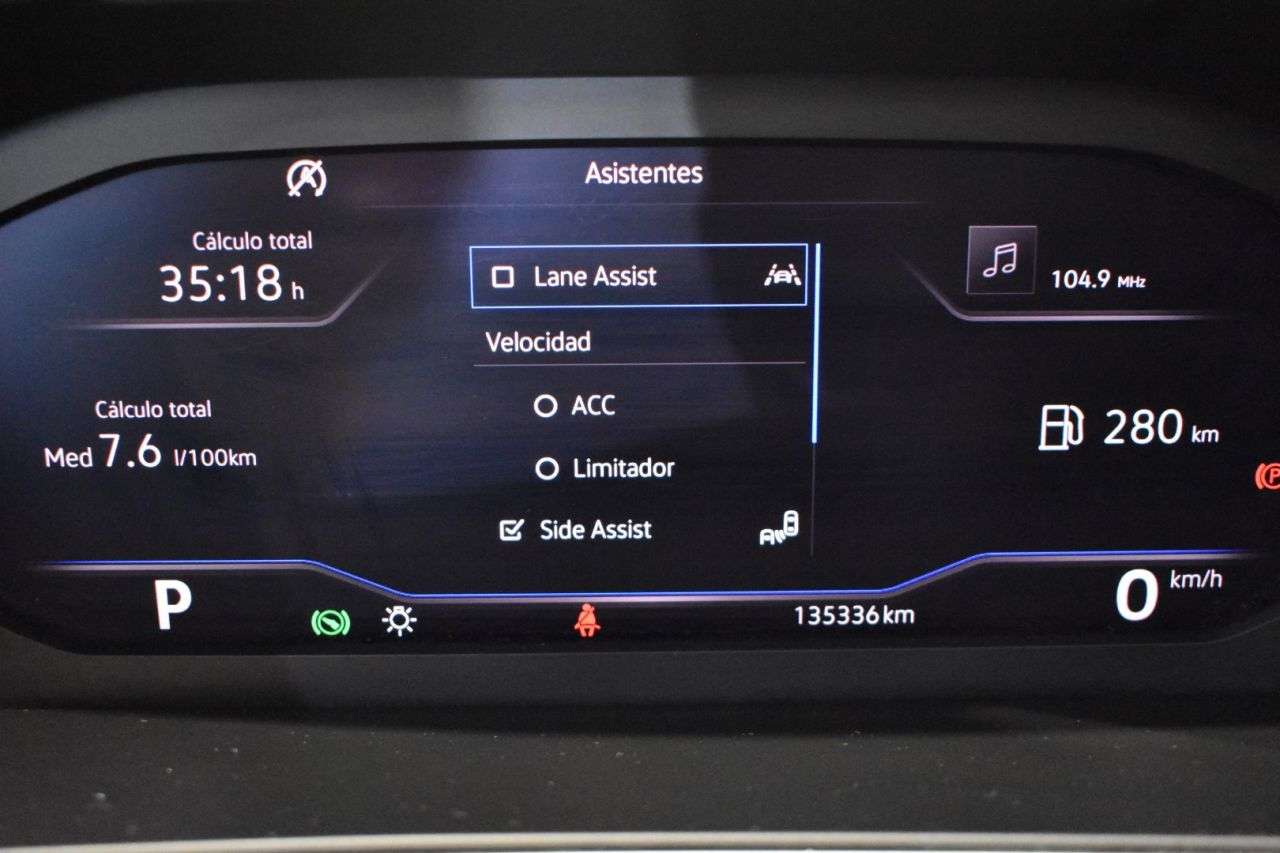 Asistentes
Cálculo total
35:18 h
Lane Assist
104.9 MHz
Velocidad
Cálculo total
Med 7.6 l/100km
ACC
280 km
Limitador
P
Side Assist
P
0 km/h
135336 km